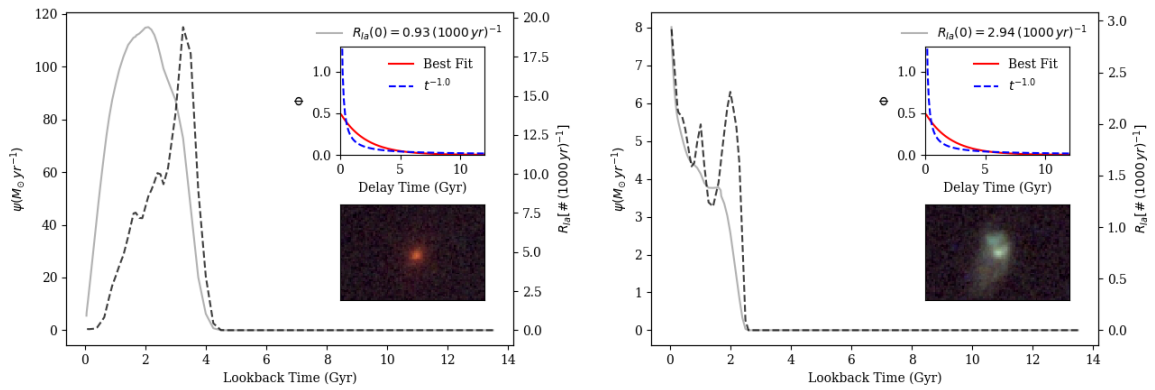 120
100
80
60
40
20
0
ψ(M⊙ yr⁻¹)
0 2 4 6 8 10 12 14
Lookback Time (Gyr)
20.0
17.5
15.0
12.5
10.0
7.5
5.0
2.5
0.0
R_Ia[# (1000 yr)⁻¹]
R_Ia(0) = 0.93 (1000 yr)⁻¹
Φ
1.0
0.5
0.0
Best Fit
t⁻¹·⁰
0 5 10
Delay Time (Gyr)
8
7
6
5
4
3
2
1
0
ψ(M⊙ yr⁻¹)
0 2 4 6 8 10 12 14
Lookback Time (Gyr)
3.0
2.5
2.0
1.5
1.0
0.5
0.0
R_Ia[# (1000 yr)⁻¹]
R_Ia(0) = 2.94 (1000 yr)⁻¹
Φ
1.0
0.5
0.0
Best Fit
t⁻¹·⁰
0 5 10
Delay Time (Gyr)